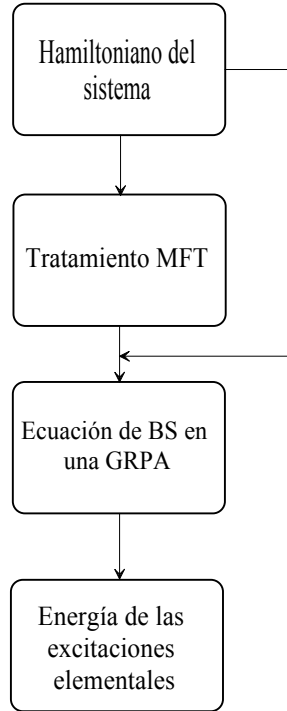 Hamiltoniano del
sistema
Tratamiento MFT
Ecuación de BS en
una GRPA
Energía de las
excitaciones
elementales